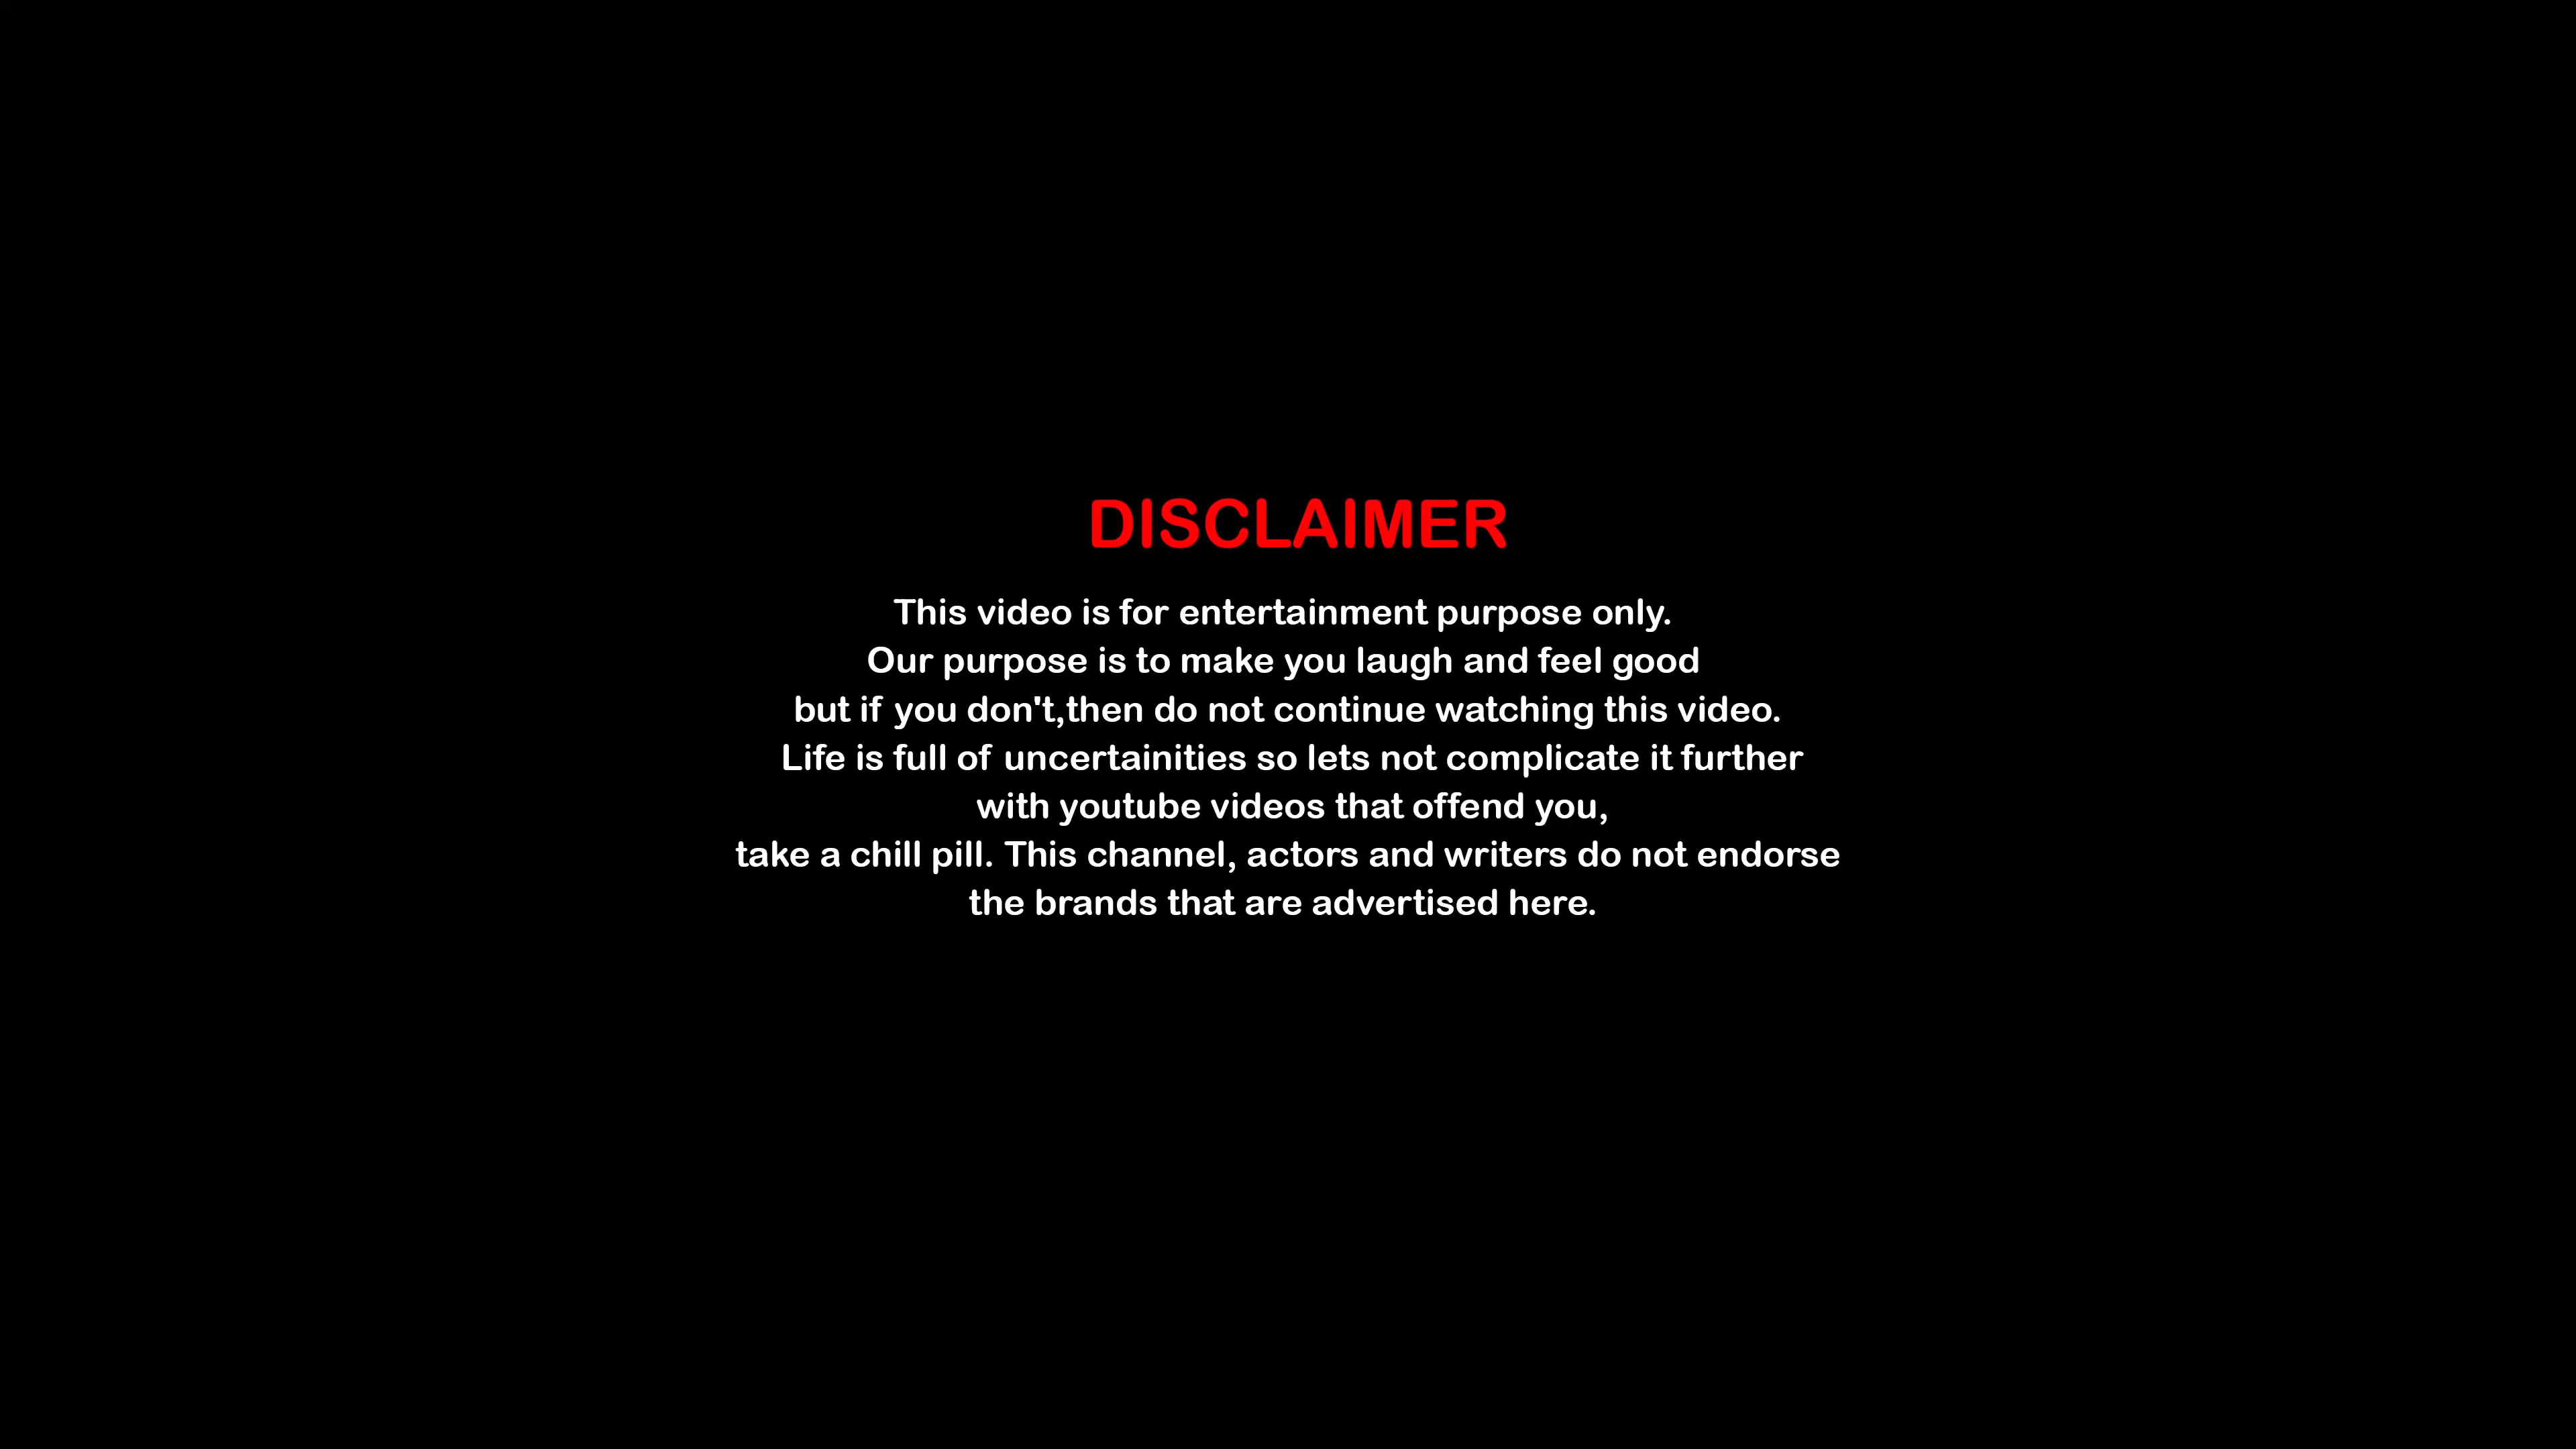 DISCLAIMER
This video is for entertainment purpose only.
Our purpose is to make you laugh and feel good
but if you don't,then do not continue watching this video.
Life is full of uncertainities so lets not complicate it further
with youtube videos that offend you,
take a chill pill. This channel, actors and writers do not endorse
the brands that are advertised here.